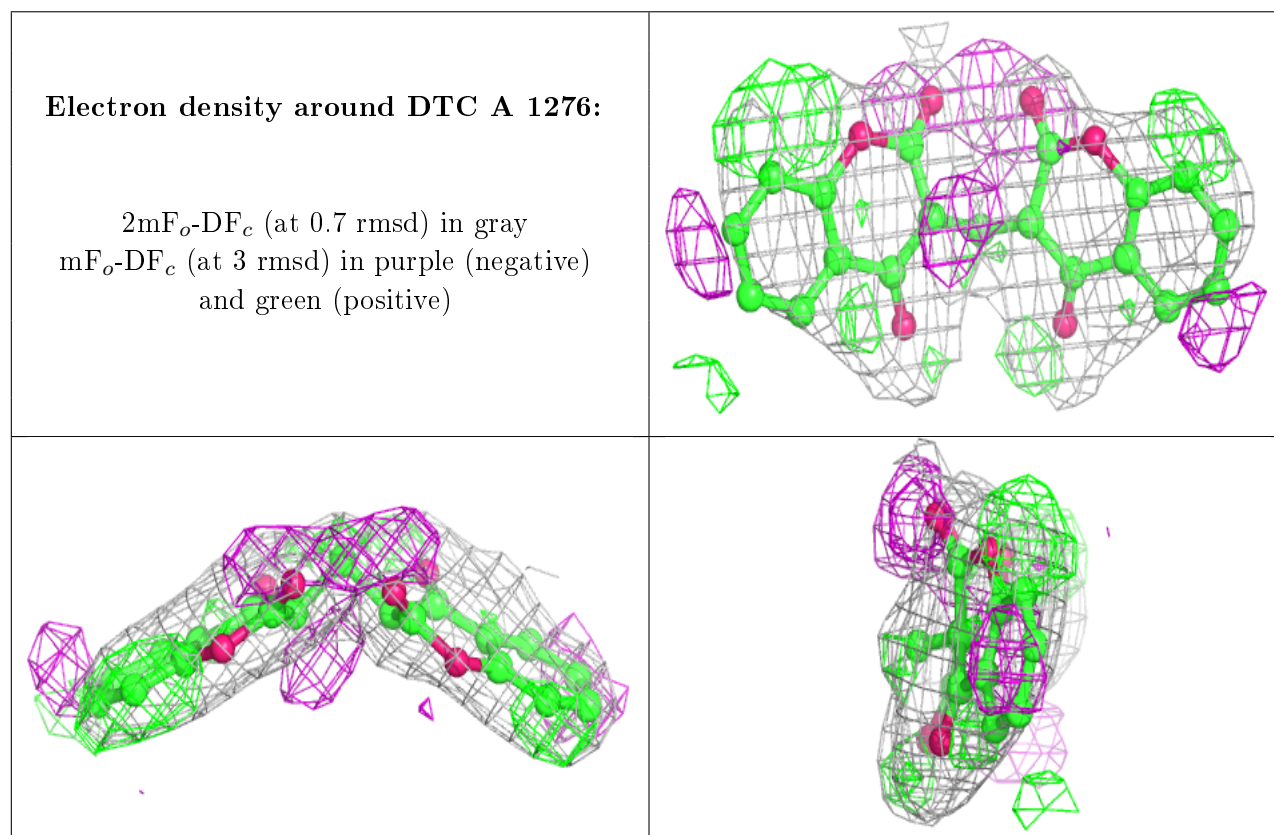 Electron density around DTC A 1276:
2mFo-DFc (at 0.7 rmsd) in gray
mFo-DFc (at 3 rmsd) in purple (negative)
and green (positive)